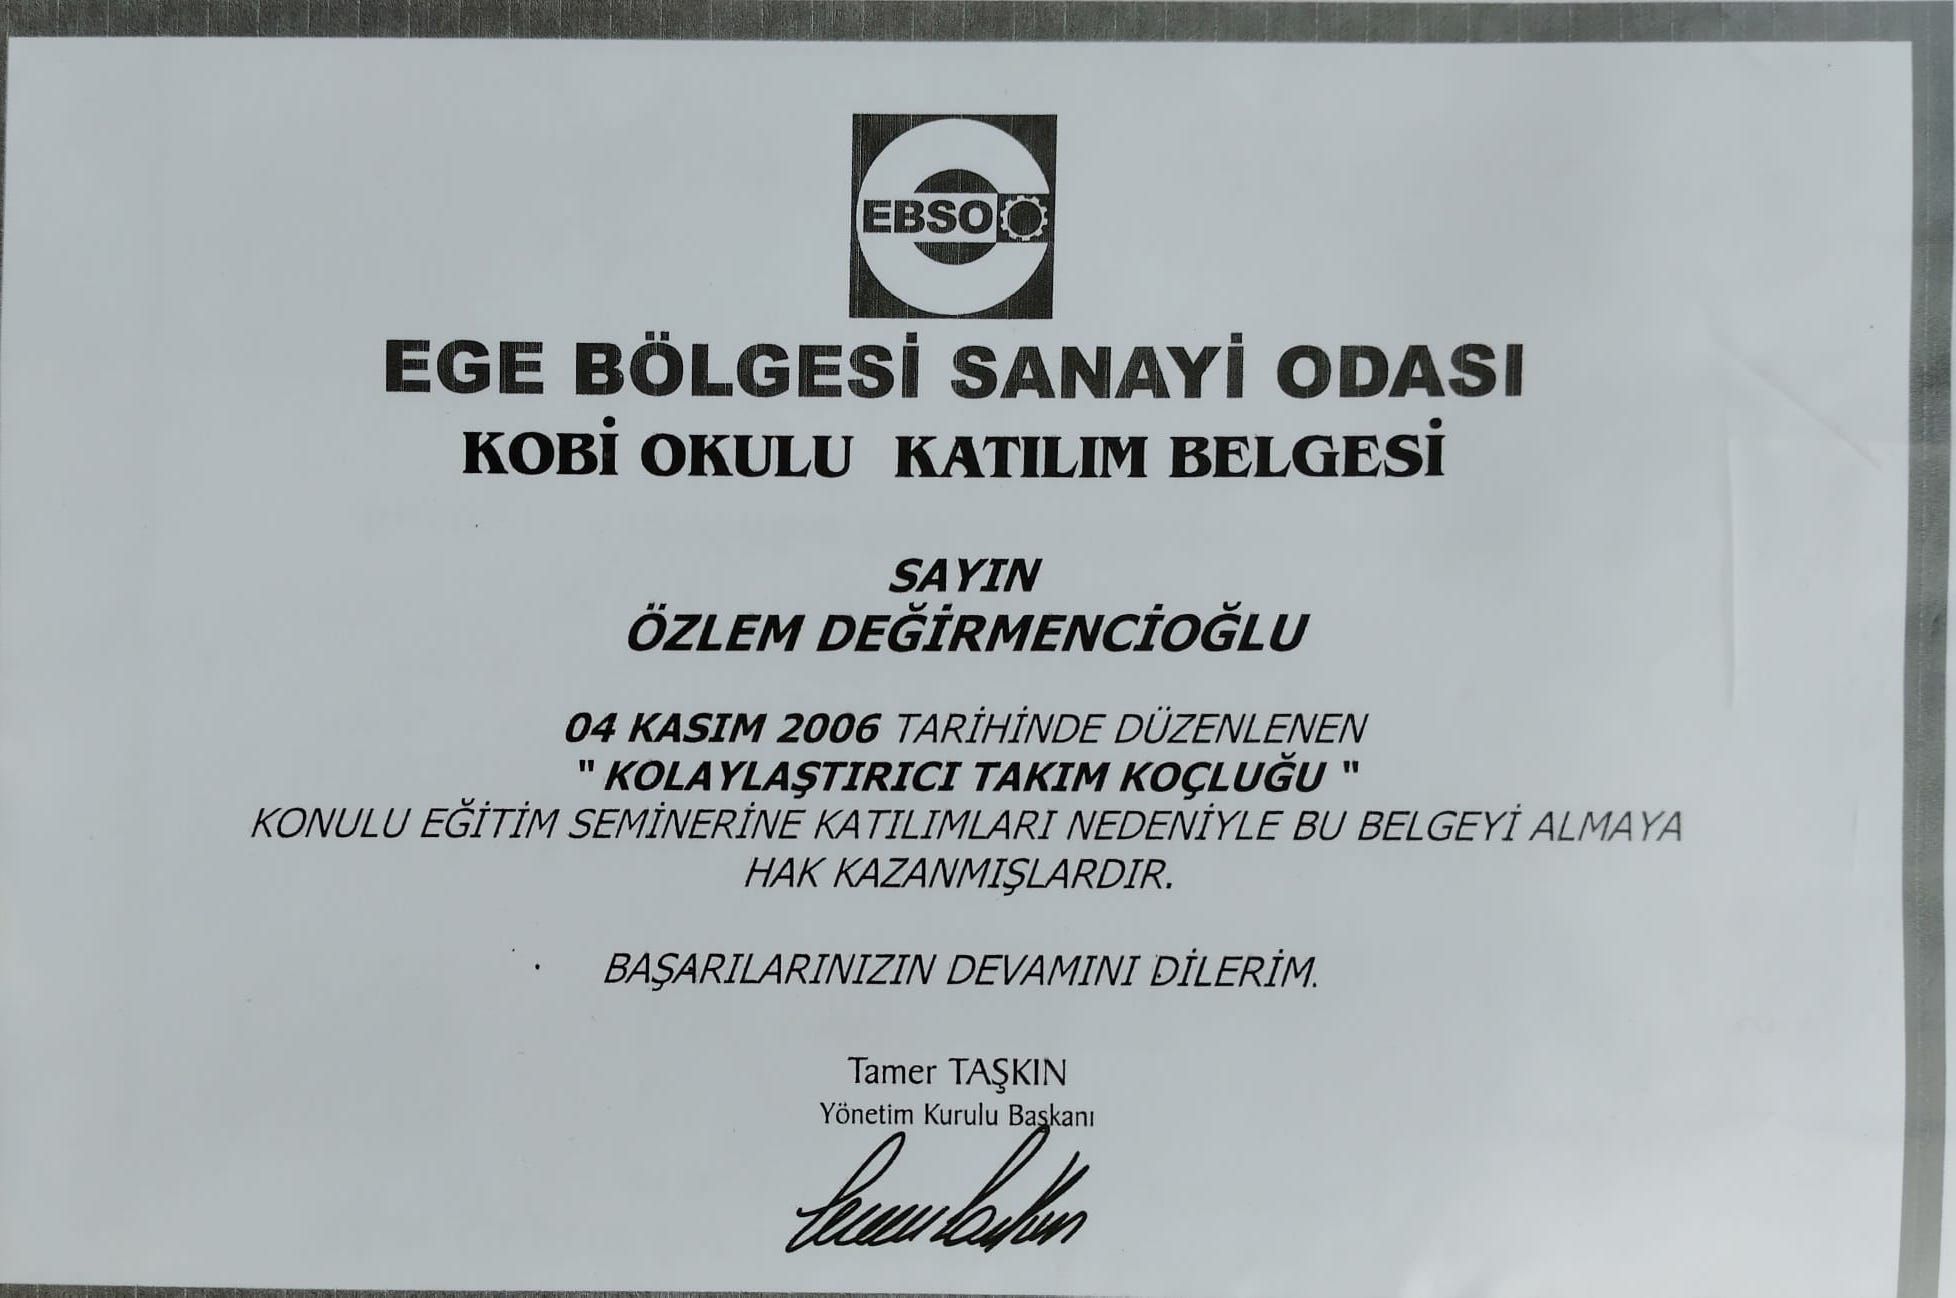 EBSO
EGE BÖLGESİ SANAYİ ODASI
KOBİ OKULU KATILIM BELGESİ
SAYIN
ÖZLEM DEĞİRMENCİOĞLU
04 KASIM 2006 TARİHİNDE DÜZENLENEN
" KOLAYLAŞTIRICI TAKIM KOÇLUĞU "
KONULU EĞİTİM SEMİNERİNE KATILIMLARI NEDENİYLE BU BELGEYİ ALMAYA
HAK KAZANMIŞLARDIR.
BAŞARILARINIZIN DEVAMINI DİLERİM.
Tamer TAŞKIN
Yönetim Kurulu Başkanı